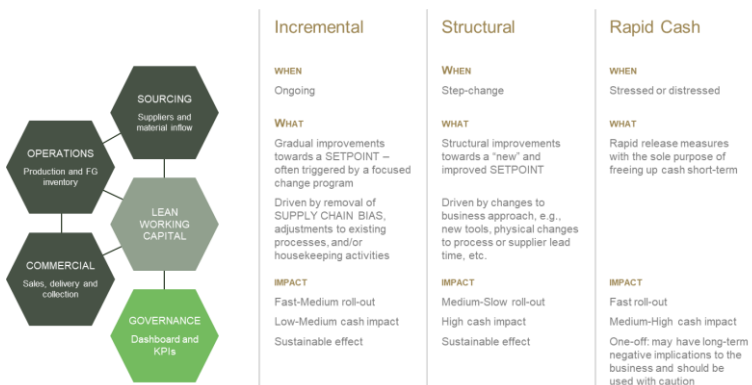 SOURCING
Suppliers and
material inflow
OPERATIONS
Production and FG
inventory
LEAN
WORKING
CAPITAL
COMMERCIAL
Sales, delivery and
collection
GOVERNANCE
Dashboard and
KPIs
Incremental
WHEN
Ongoing
WHAT
Gradual improvements
towards a SETPOINT –
often triggered by a focused
change program
Driven by removal of
SUPPLY CHAIN BIAS,
adjustments to existing
processes, and/or
housekeeping activities
IMPACT
Fast-Medium roll-out
Low-Medium cash impact
Sustainable effect
Structural
WHEN
Step-change
WHAT
Structural improvements
towards a “new” and
improved SETPOINT
Driven by changes to
business approach, e.g.,
new tools, physical changes
to process or supplier lead
time, etc.
IMPACT
Medium-Slow roll-out
High cash impact
Sustainable effect
Rapid Cash
WHEN
Stressed or distressed
WHAT
Rapid release measures
with the sole purpose of
freeing up cash short-term
IMPACT
Fast roll-out
Medium-High cash impact
One-off: may have long-term
negative implications to the
business and should be
used with caution